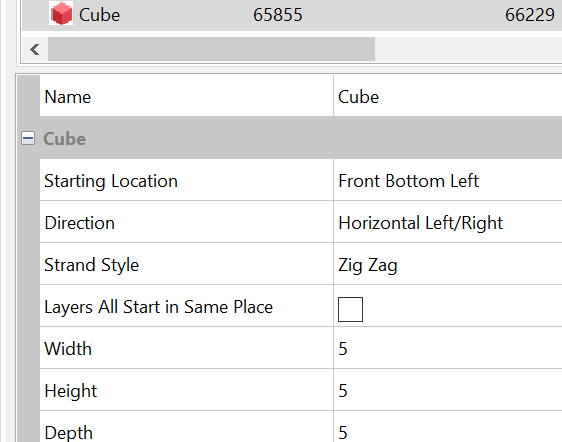 Cube 65855 66229
Name Cube
Cube
Starting Location Front Bottom Left
Direction Horizontal Left/Right
Strand Style Zig Zag
Layers All Start in Same Place
Width 5
Height 5
Depth 5